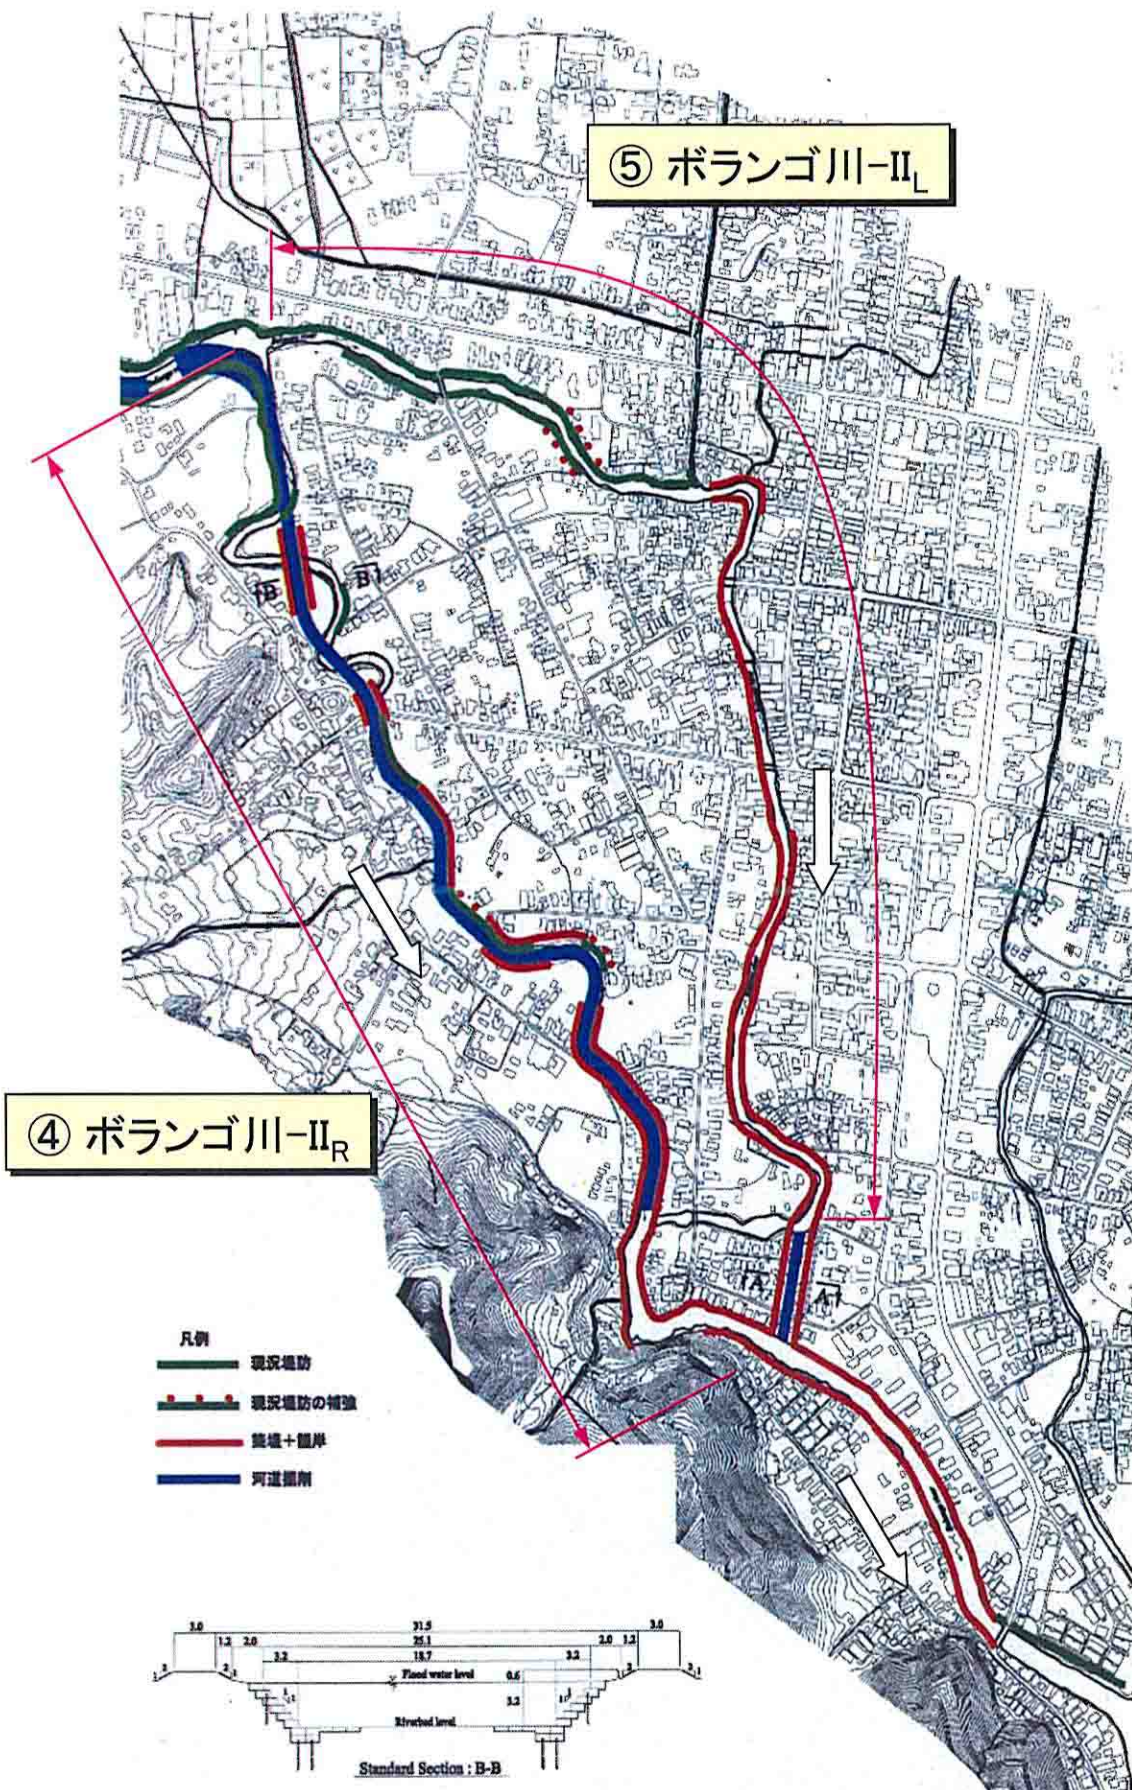 ⑤ ボランゴ川-II_L
B
B
④ ボランゴ川-II_R
A
A
凡例
現況堤防
現況堤防の補強
築堤+護岸
河道掘削
3.0 31.5 3.0
1.2 2.0 25.1 2.0 1.2
3.2 18.7 3.2
Flood water level 0.6
3.2
Riverbed level
Standard Section : B-B